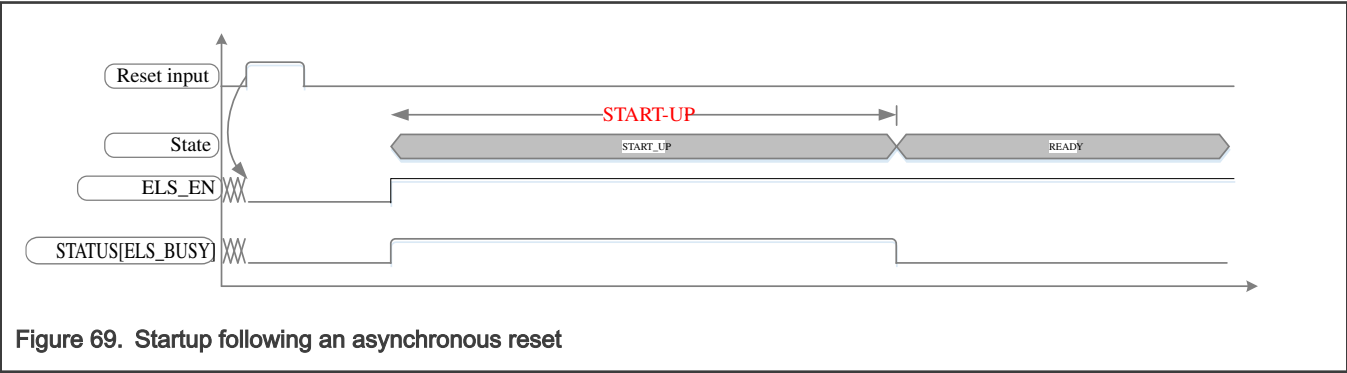 Reset input
START-UP
State
START_UP
READY
ELS_EN
STATUS[ELS_BUSY]
Figure 69. Startup following an asynchronous reset